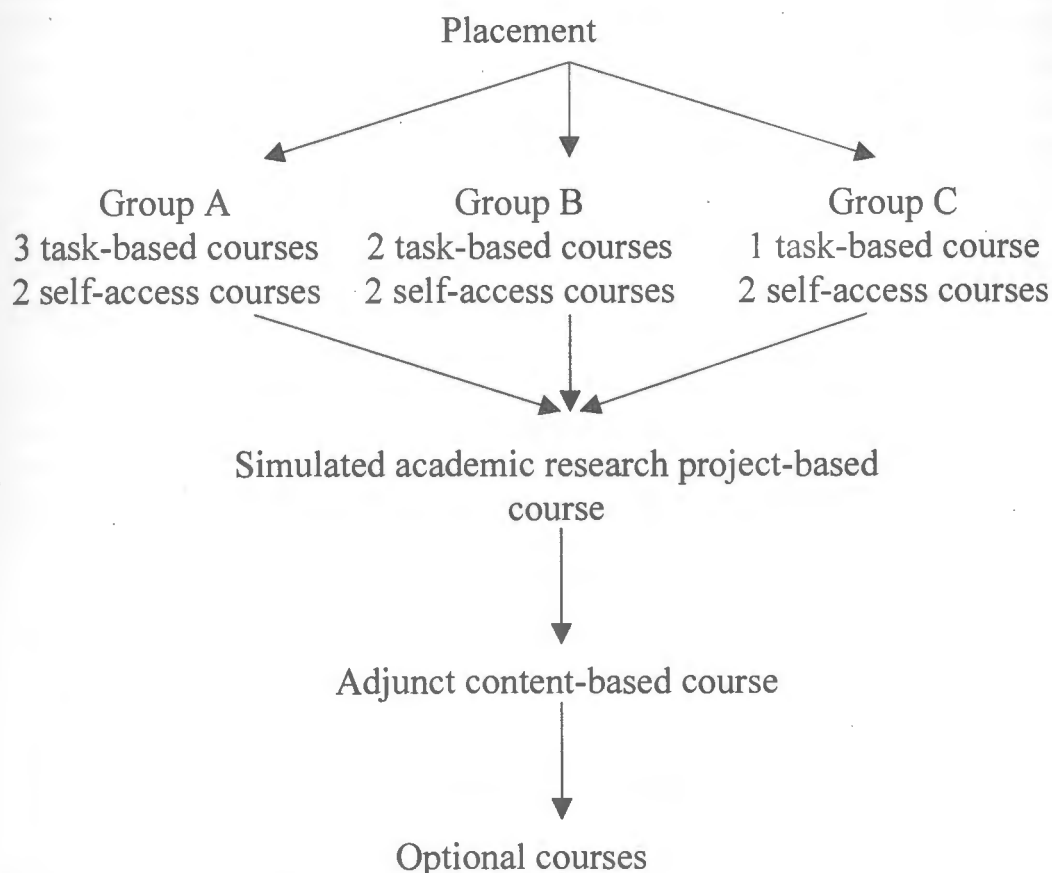 Placement
Group A
3 task-based courses
2 self-access courses
Group B
2 task-based courses
2 self-access courses
Group C
1 task-based course
2 self-access courses
Simulated academic research project-based
course
Adjunct content-based course
Optional courses